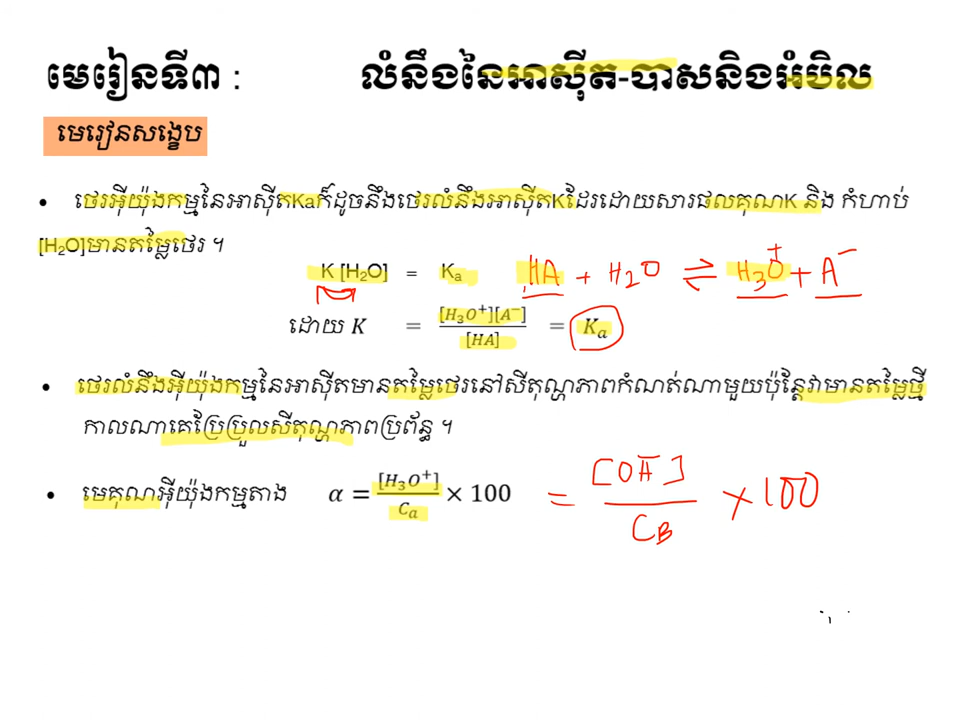 មេរៀនទី៣ : លំនឹងនៃអាស៊ីត-បាសនិងអំបិល
មេរៀនសង្ខេប
• ថេរអ៊ីយ៉ុងកម្មនៃអាស៊ីតKaក៏ដូចនឹងថេរលំនឹងអាស៊ីតKដែរដោយសារផលគុណK និង កំហាប់
[H₂O]មានតម្លៃថេរ ។
K [H₂O] = Kₐ HA + H₂O ⇌ H₃O⁺ + A⁻
ដោយ K = [H₃O⁺][A⁻]/[HA] = Kₐ
• ថេរលំនឹងអ៊ីយ៉ុងកម្មនៃអាស៊ីតមានតម្លៃថេរនៅសីតុណ្ហភាពកំណត់ណាមួយប៉ុន្តែវាមានតម្លៃថ្មី
កាលណាគេប្រែប្រួលសីតុណ្ហភាពប្រព័ន្ធ ។
• មេគុណអ៊ីយ៉ុងកម្មតាង α = [H₃O⁺]/Cₐ × 100 = [OH⁻]/C_B × 100